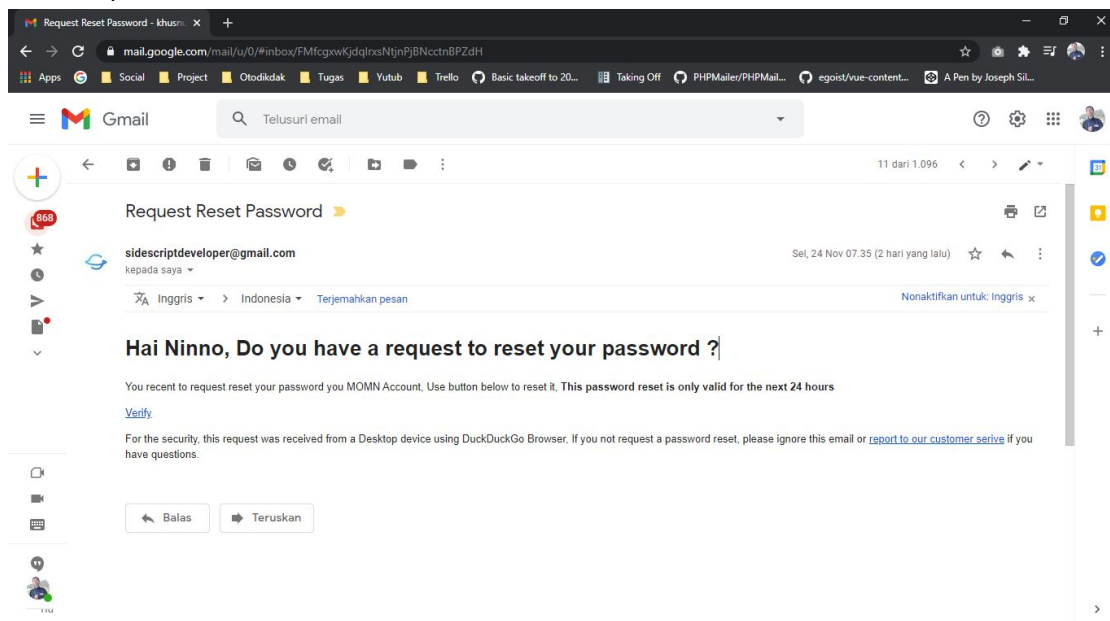 Request Reset Password - khusnu
mail.google.com/mail/u/0/#inbox/FMfcgxwKjdqlrxsNtjnPjBNcctnBPZdH
Apps Social Project Otodikdak Tugas Yutub Trello Basic takeoff to 20... Taking Off PHPMailer/PHPMail... egoist/vue-content... A Pen by Joseph Sil...
Gmail
Telusuri email
11 dari 1.096
31
868
Request Reset Password
sidescriptdeveloper@gmail.com
Sel, 24 Nov 07.35 (2 hari yang lalu)
kepada saya
Inggris > Indonesia Terjemahkan pesan
Nonaktifkan untuk: Inggris x
Hai Ninno, Do you have a request to reset your password ?
You recent to request reset your password you MOMN Account, Use button below to reset it, This password reset is only valid for the next 24 hours
Verify
For the security, this request was received from a Desktop device using DuckDuckGo Browser, If you not request a password reset, please ignore this email or report to our customer serive if you
have questions.
Balas
Teruskan